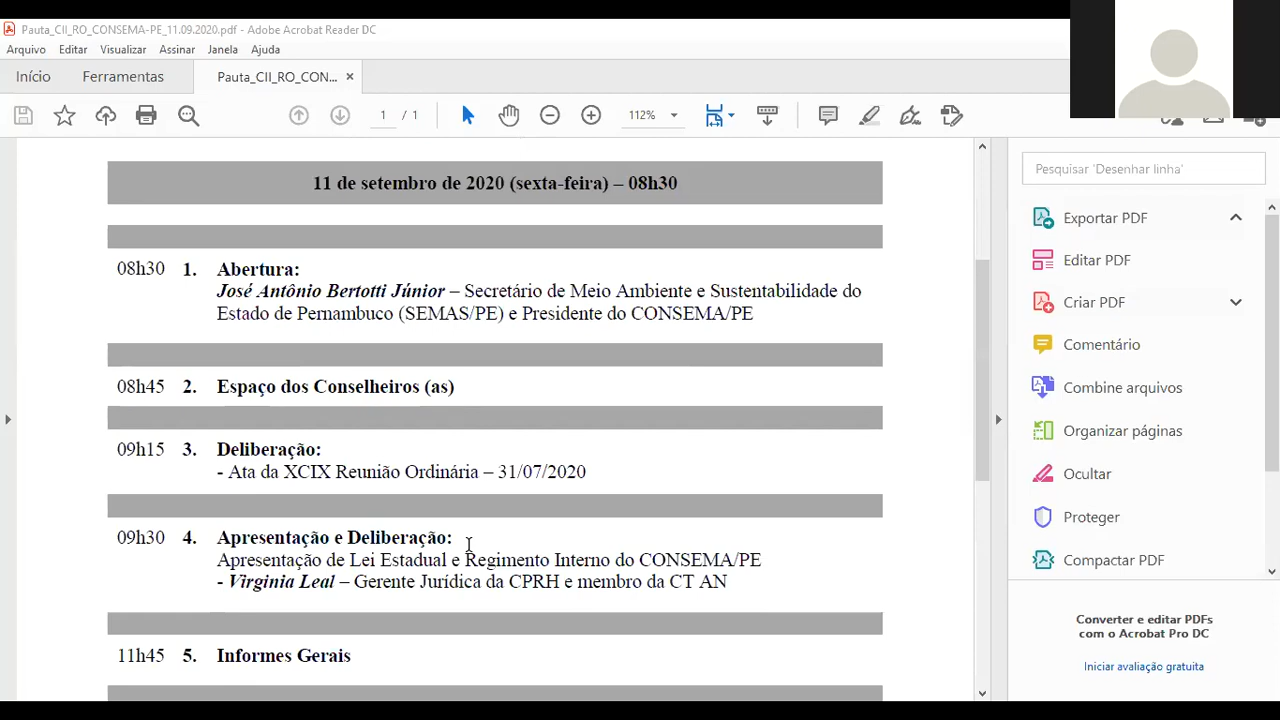 Pauta_CII_RO_CONSEMA-PE_11.09.2020.pdf - Adobe Acrobat Reader DC
Arquivo Editar Visualizar Assinar Janela Ajuda
Início Ferramentas Pauta_CII_RO_CON... ×
1 / 1 112%
11 de setembro de 2020 (sexta-feira) – 08h30
08h30 1. Abertura:
José Antônio Bertotti Júnior – Secretário de Meio Ambiente e Sustentabilidade do
Estado de Pernambuco (SEMAS/PE) e Presidente do CONSEMA/PE
08h45 2. Espaço dos Conselheiros (as)
09h15 3. Deliberação:
- Ata da XCIX Reunião Ordinária – 31/07/2020
09h30 4. Apresentação e Deliberação:
Apresentação de Lei Estadual e Regimento Interno do CONSEMA/PE
- Virginia Leal – Gerente Jurídica da CPRH e membro da CT AN
11h45 5. Informes Gerais
Pesquisar 'Desenhar linha'
Exportar PDF
Editar PDF
Criar PDF
Comentário
Combine arquivos
Organizar páginas
Ocultar
Proteger
Compactar PDF
Converter e editar PDFs
com o Acrobat Pro DC
Iniciar avaliação gratuita